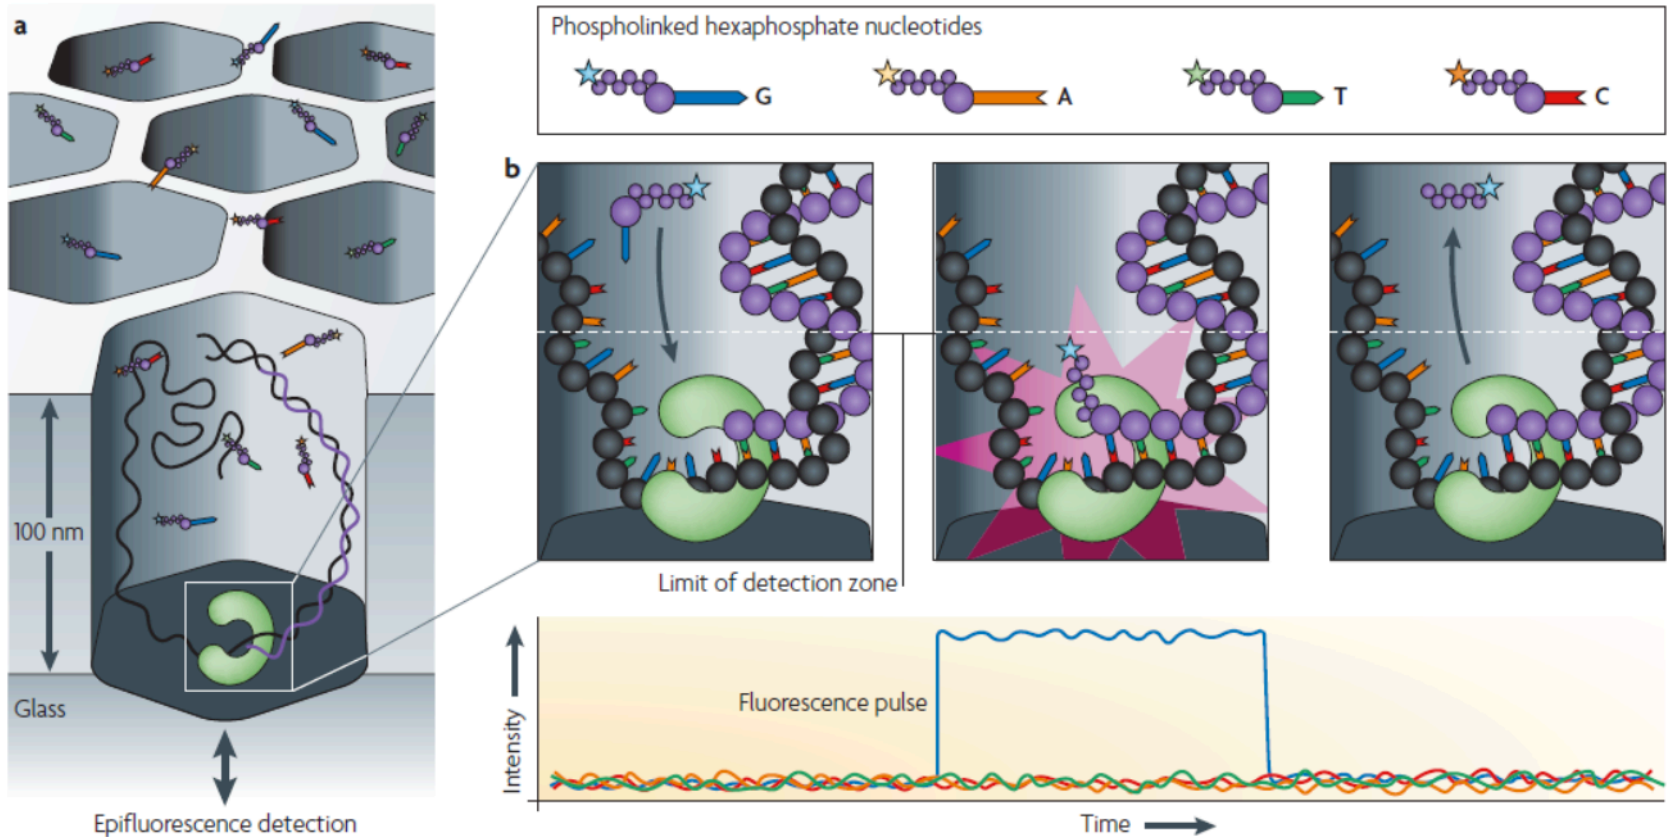 a
Phospholinked hexaphosphate nucleotides
G
A
T
C
b
100 nm
Limit of detection zone
Glass
Fluorescence pulse
Intensity
Epifluorescence detection
Time